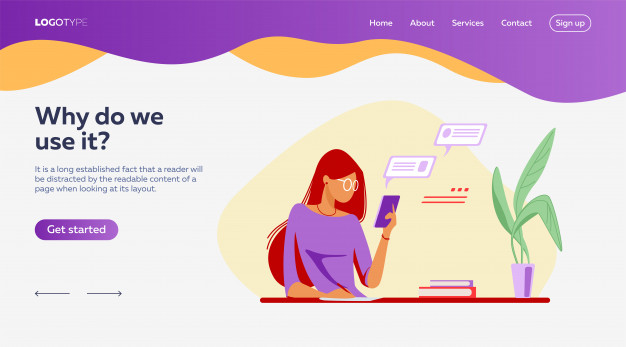 LOGOTYPE
Home About Services Contact Sign up
Why do we
use it?
It is a long established fact that a reader will
be distracted by the readable content of a
page when looking at its layout.
Get started